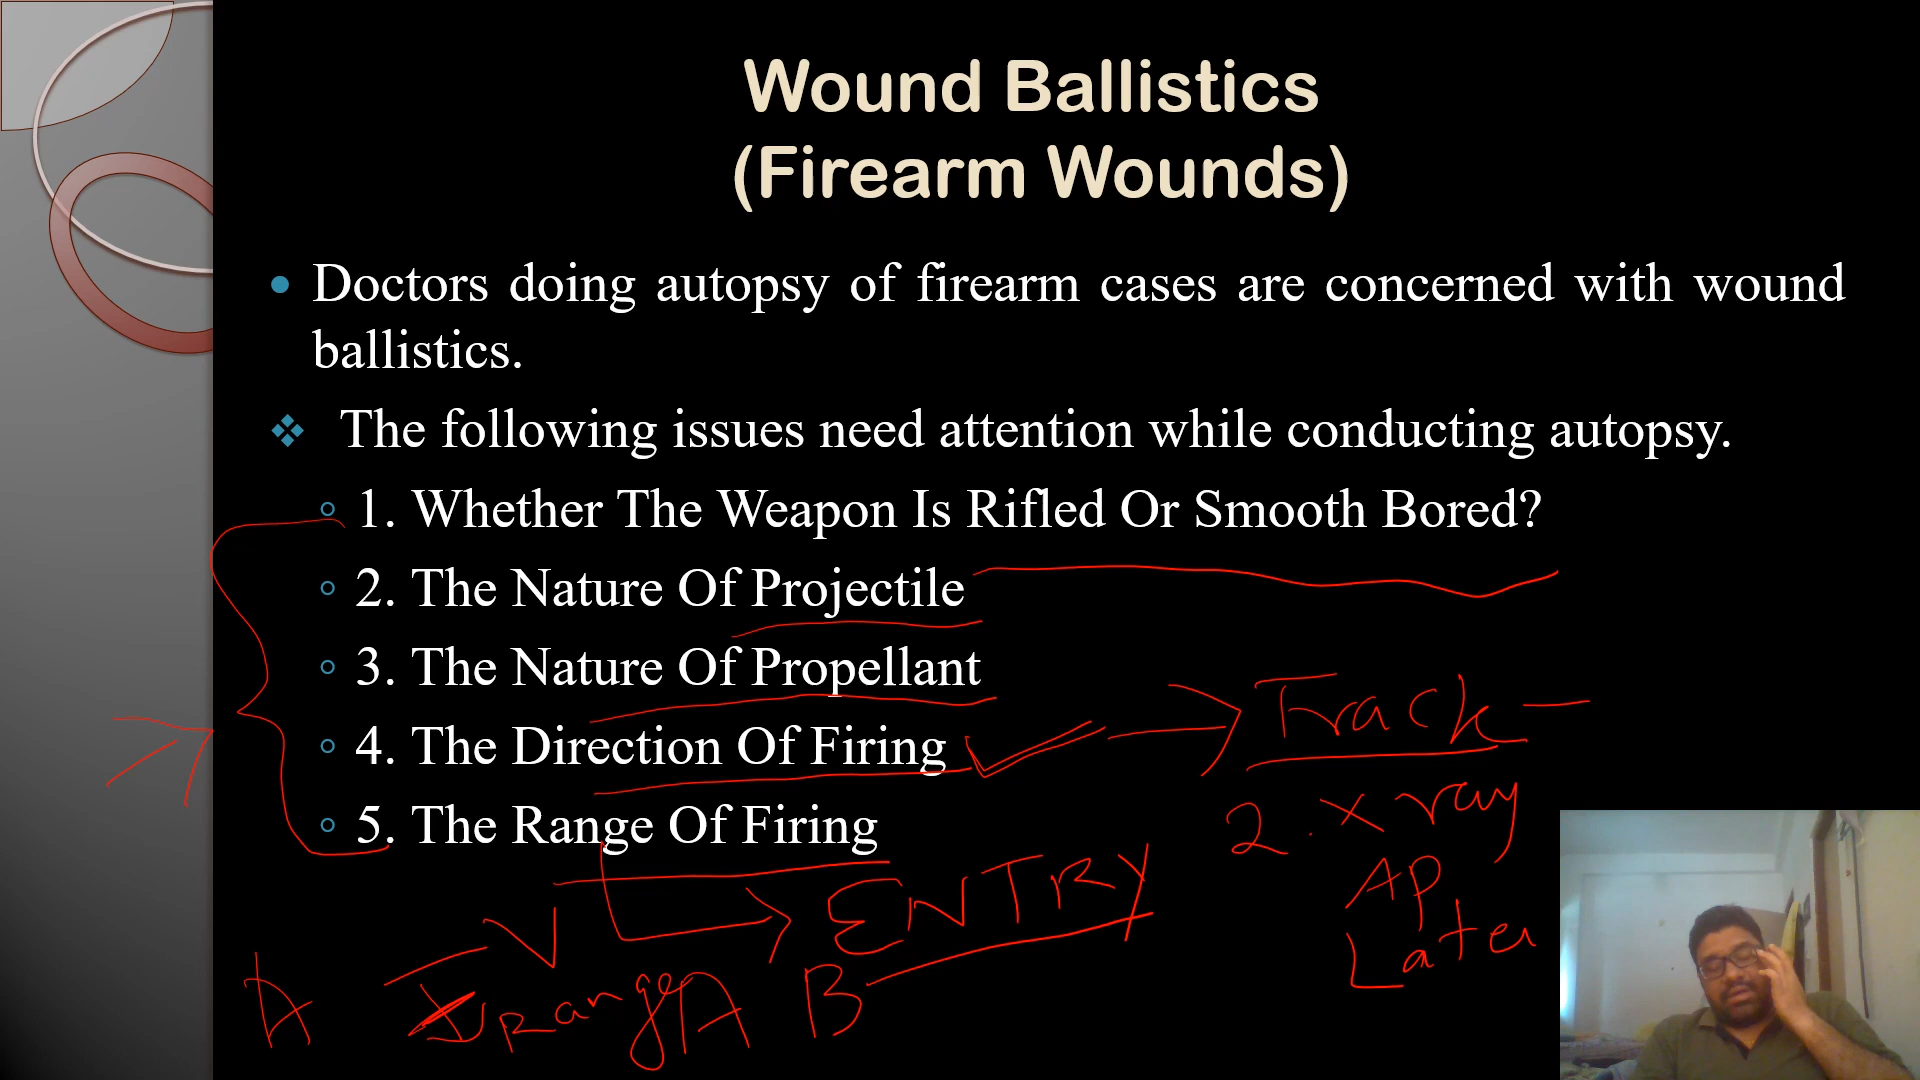 Wound Ballistics
(Firearm Wounds)
Doctors doing autopsy of firearm cases are concerned with wound
ballistics.
The following issues need attention while conducting autopsy.
1. Whether The Weapon Is Rifled Or Smooth Bored?
2. The Nature Of Projectile
3. The Nature Of Propellant
4. The Direction Of Firing
Track
5. The Range Of Firing
2. X ray
AP
ENTRY
Later
A
range A B